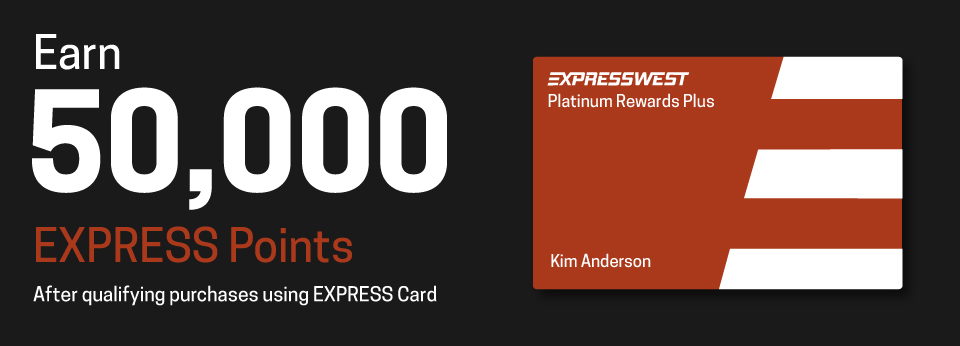 Earn
50,000
EXPRESS Points
After qualifying purchases using EXPRESS Card
EXPRESSWEST
Platinum Rewards Plus
Kim Anderson